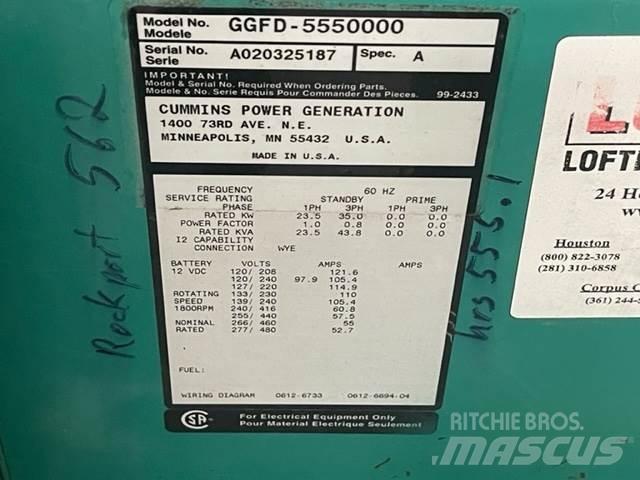 Model No.
Modele
GGFD-5550000
Serial No.
Serie
A020325187
Spec. A
IMPORTANT!
Model & Serial No. Required When Ordering Parts.
Modele & No. Serie Requis Pour Commander Des Pieces. 99-2433
CUMMINS POWER GENERATION
1400 73RD AVE. N.E.
MINNEAPOLIS, MN 55432 U.S.A.
MADE IN U.S.A.
FREQUENCY 60 HZ
SERVICE RATING STANDBY PRIME
PHASE 1PH 3PH 1PH 3PH
RATED KW 23.5 35.0 0.0 0.0
POWER FACTOR 1.0 0.8 0.0 0.0
RATED KVA 23.5 43.8 0.0 0.0
I2 CAPABILITY
CONNECTION WYE
BATTERY VOLTS AMPS AMPS
12 VDC 120/ 208 121.6
120/ 240 97.9 105.4
127/ 220 114.9
ROTATING 133/ 230 110
SPEED 139/ 240 105.4
1800RPM 240/ 416 60.8
255/ 440 57.5
NOMINAL 266/ 460 55
RATED 277/ 480 52.7
FUEL:
WIRING DIAGRAM 0612-6733 0612-6694-04
CSA
For Electrical Equipment Only
Pour Material Electrique Seulement
Rockport 562
hrs 555.1
LOFTI
24 Ho
Houston
(800) 822-3078
(281) 310-6858
Corpus C
(361) 244-
RITCHIE BROS.
MASCUS